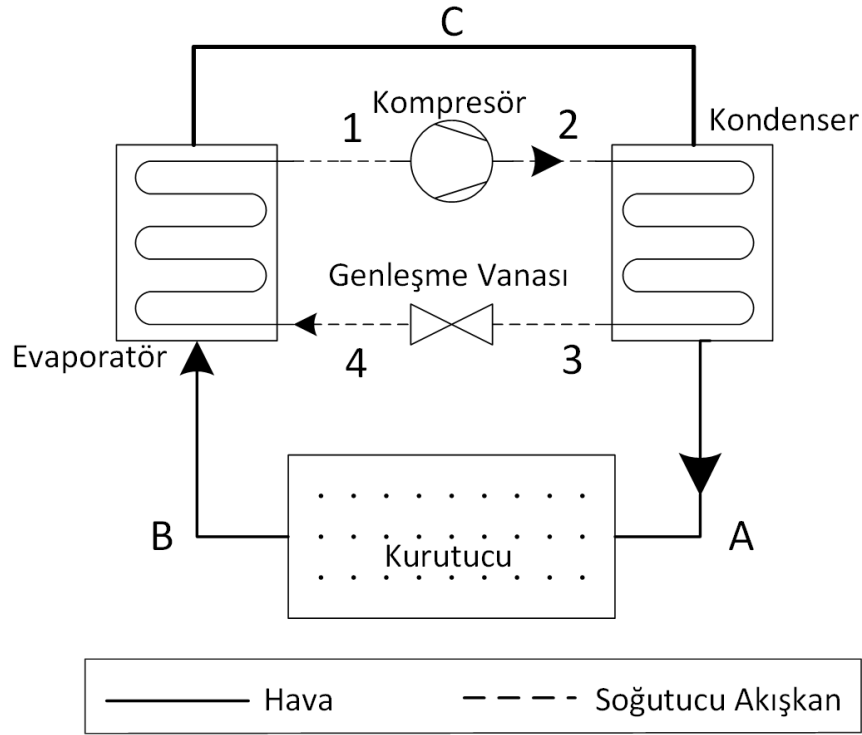 C
Kompresör
1
2
Kondenser
Genleşme Vanası
Evaporatör
4
3
B
Kurutucu
A
Hava
Soğutucu Akışkan